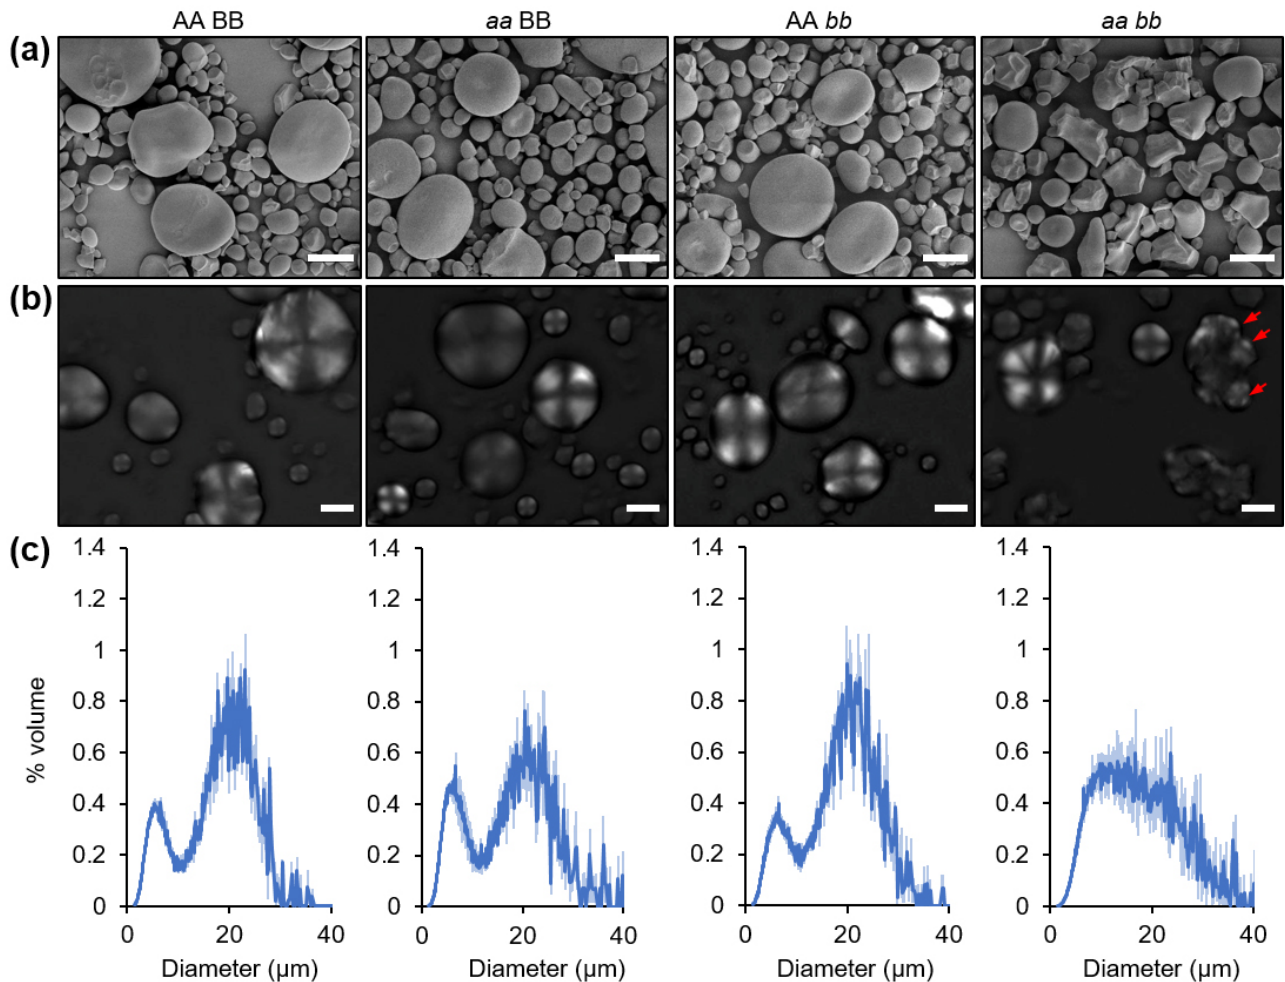 AA BB aa BB AA bb aa bb
(a)
(b)
(c)
1.4 1.4 1.4 1.4
1.2 1.2 1.2 1.2
1 1 1 1
0.8 0.8 0.8 0.8
0.6 0.6 0.6 0.6
0.4 0.4 0.4 0.4
0.2 0.2 0.2 0.2
0 0 0 0
% volume
0 20 40 0 20 40 0 20 40 0 20 40
Diameter (µm) Diameter (µm) Diameter (µm) Diameter (µm)